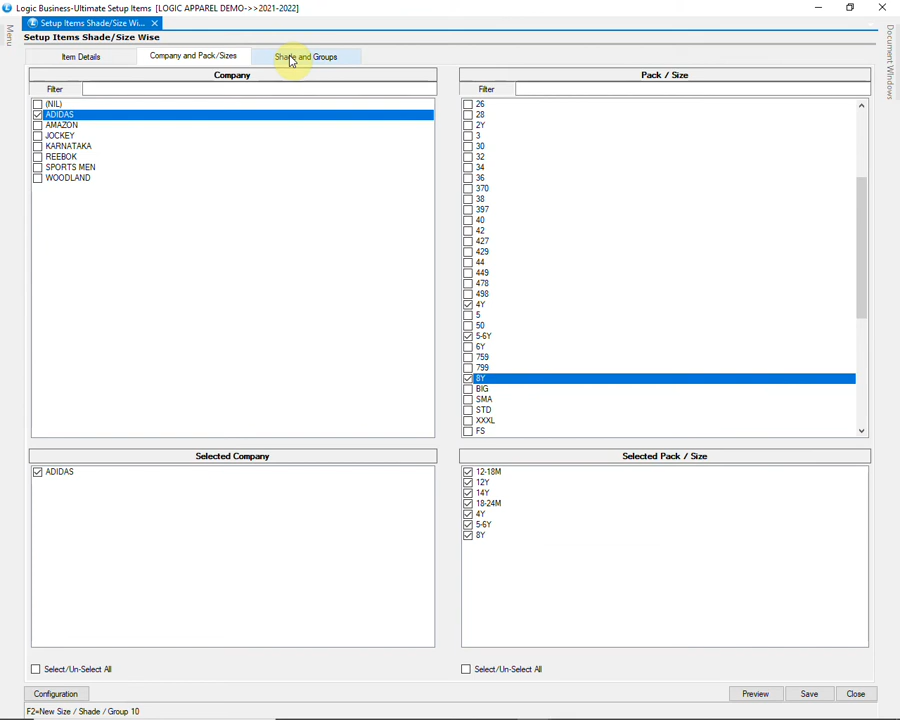 Logic Business-Ultimate Setup Items [LOGIC APPAREL DEMO->>2021-2022]
Menu
Setup Items Shade/Size Wi...
Document Windows
Setup Items Shade/Size Wise
Item Details
Company and Pack/Sizes
Shade and Groups
Company
Pack / Size
Filter
Filter
(NIL)
ADIDAS
AMAZON
JOCKEY
KARNATAKA
REEBOK
SPORTS MEN
WOODLAND
26
28
2Y
3
30
32
34
36
370
38
397
40
42
427
429
44
449
478
498
4Y
5
50
5-6Y
6Y
759
799
8Y
BIG
SMA
STD
XXXL
FS
Selected Company
Selected Pack / Size
ADIDAS
12-18M
12Y
14Y
18-24M
4Y
5-6Y
8Y
Select/Un-Select All
Select/Un-Select All
Configuration
Preview
Save
Close
F2=New Size / Shade / Group 10